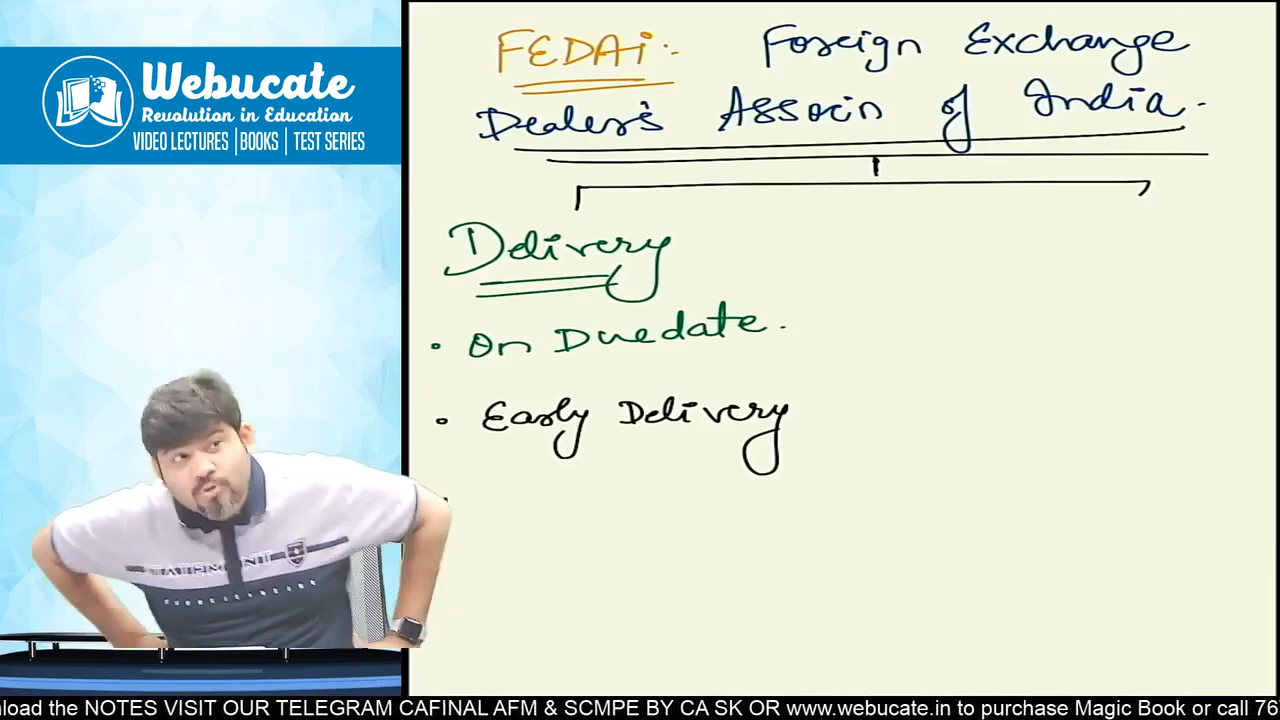 Webucate
Revolution in Education
VIDEO LECTURES | BOOKS | TEST SERIES
FEDAi:- Foreign Exchange
Dealer's Associn of India.
Delivery
• On Duedate.
• Early Delivery
nload the NOTES VISIT OUR TELEGRAM CAFINAL AFM & SCMPE BY CA SK OR www.webucate.in to purchase Magic Book or call 76